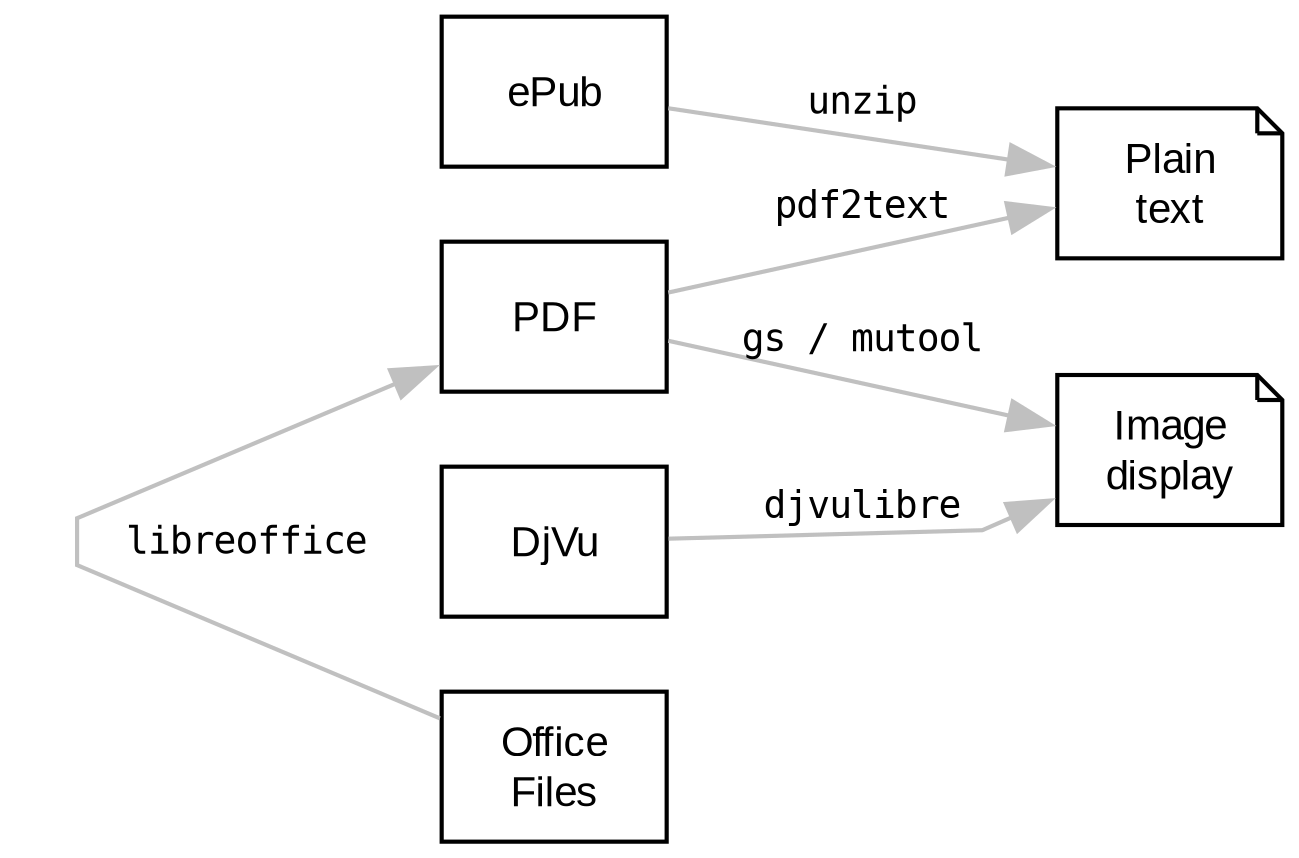 ePub
unzip
Plain
text
pdf2text
PDF
gs / mutool
Image
display
djvulibre
DjVu
libreoffice
Office
Files